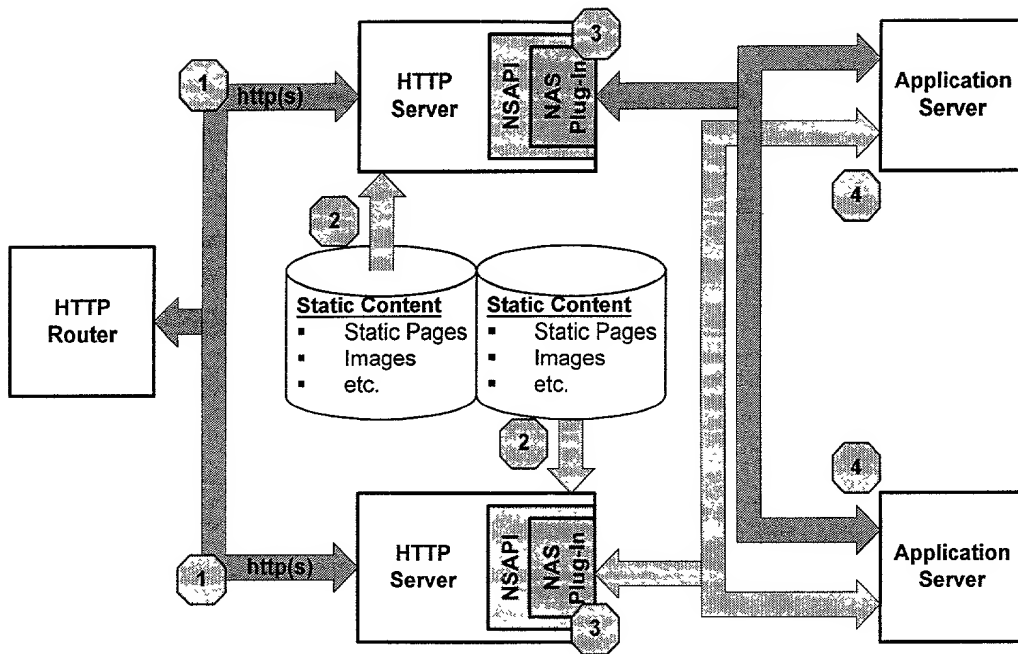 3
1
HTTP
Server
NSAPI
NAS
Plug-In
http(s)
Application
Server
2
4
HTTP
Router
Static Content
▪ Static Pages
▪ Images
▪ etc.
Static Content
▪ Static Pages
▪ Images
▪ etc.
2
4
HTTP
Server
NSAPI
NAS
Plug-In
http(s)
1
3
Application
Server